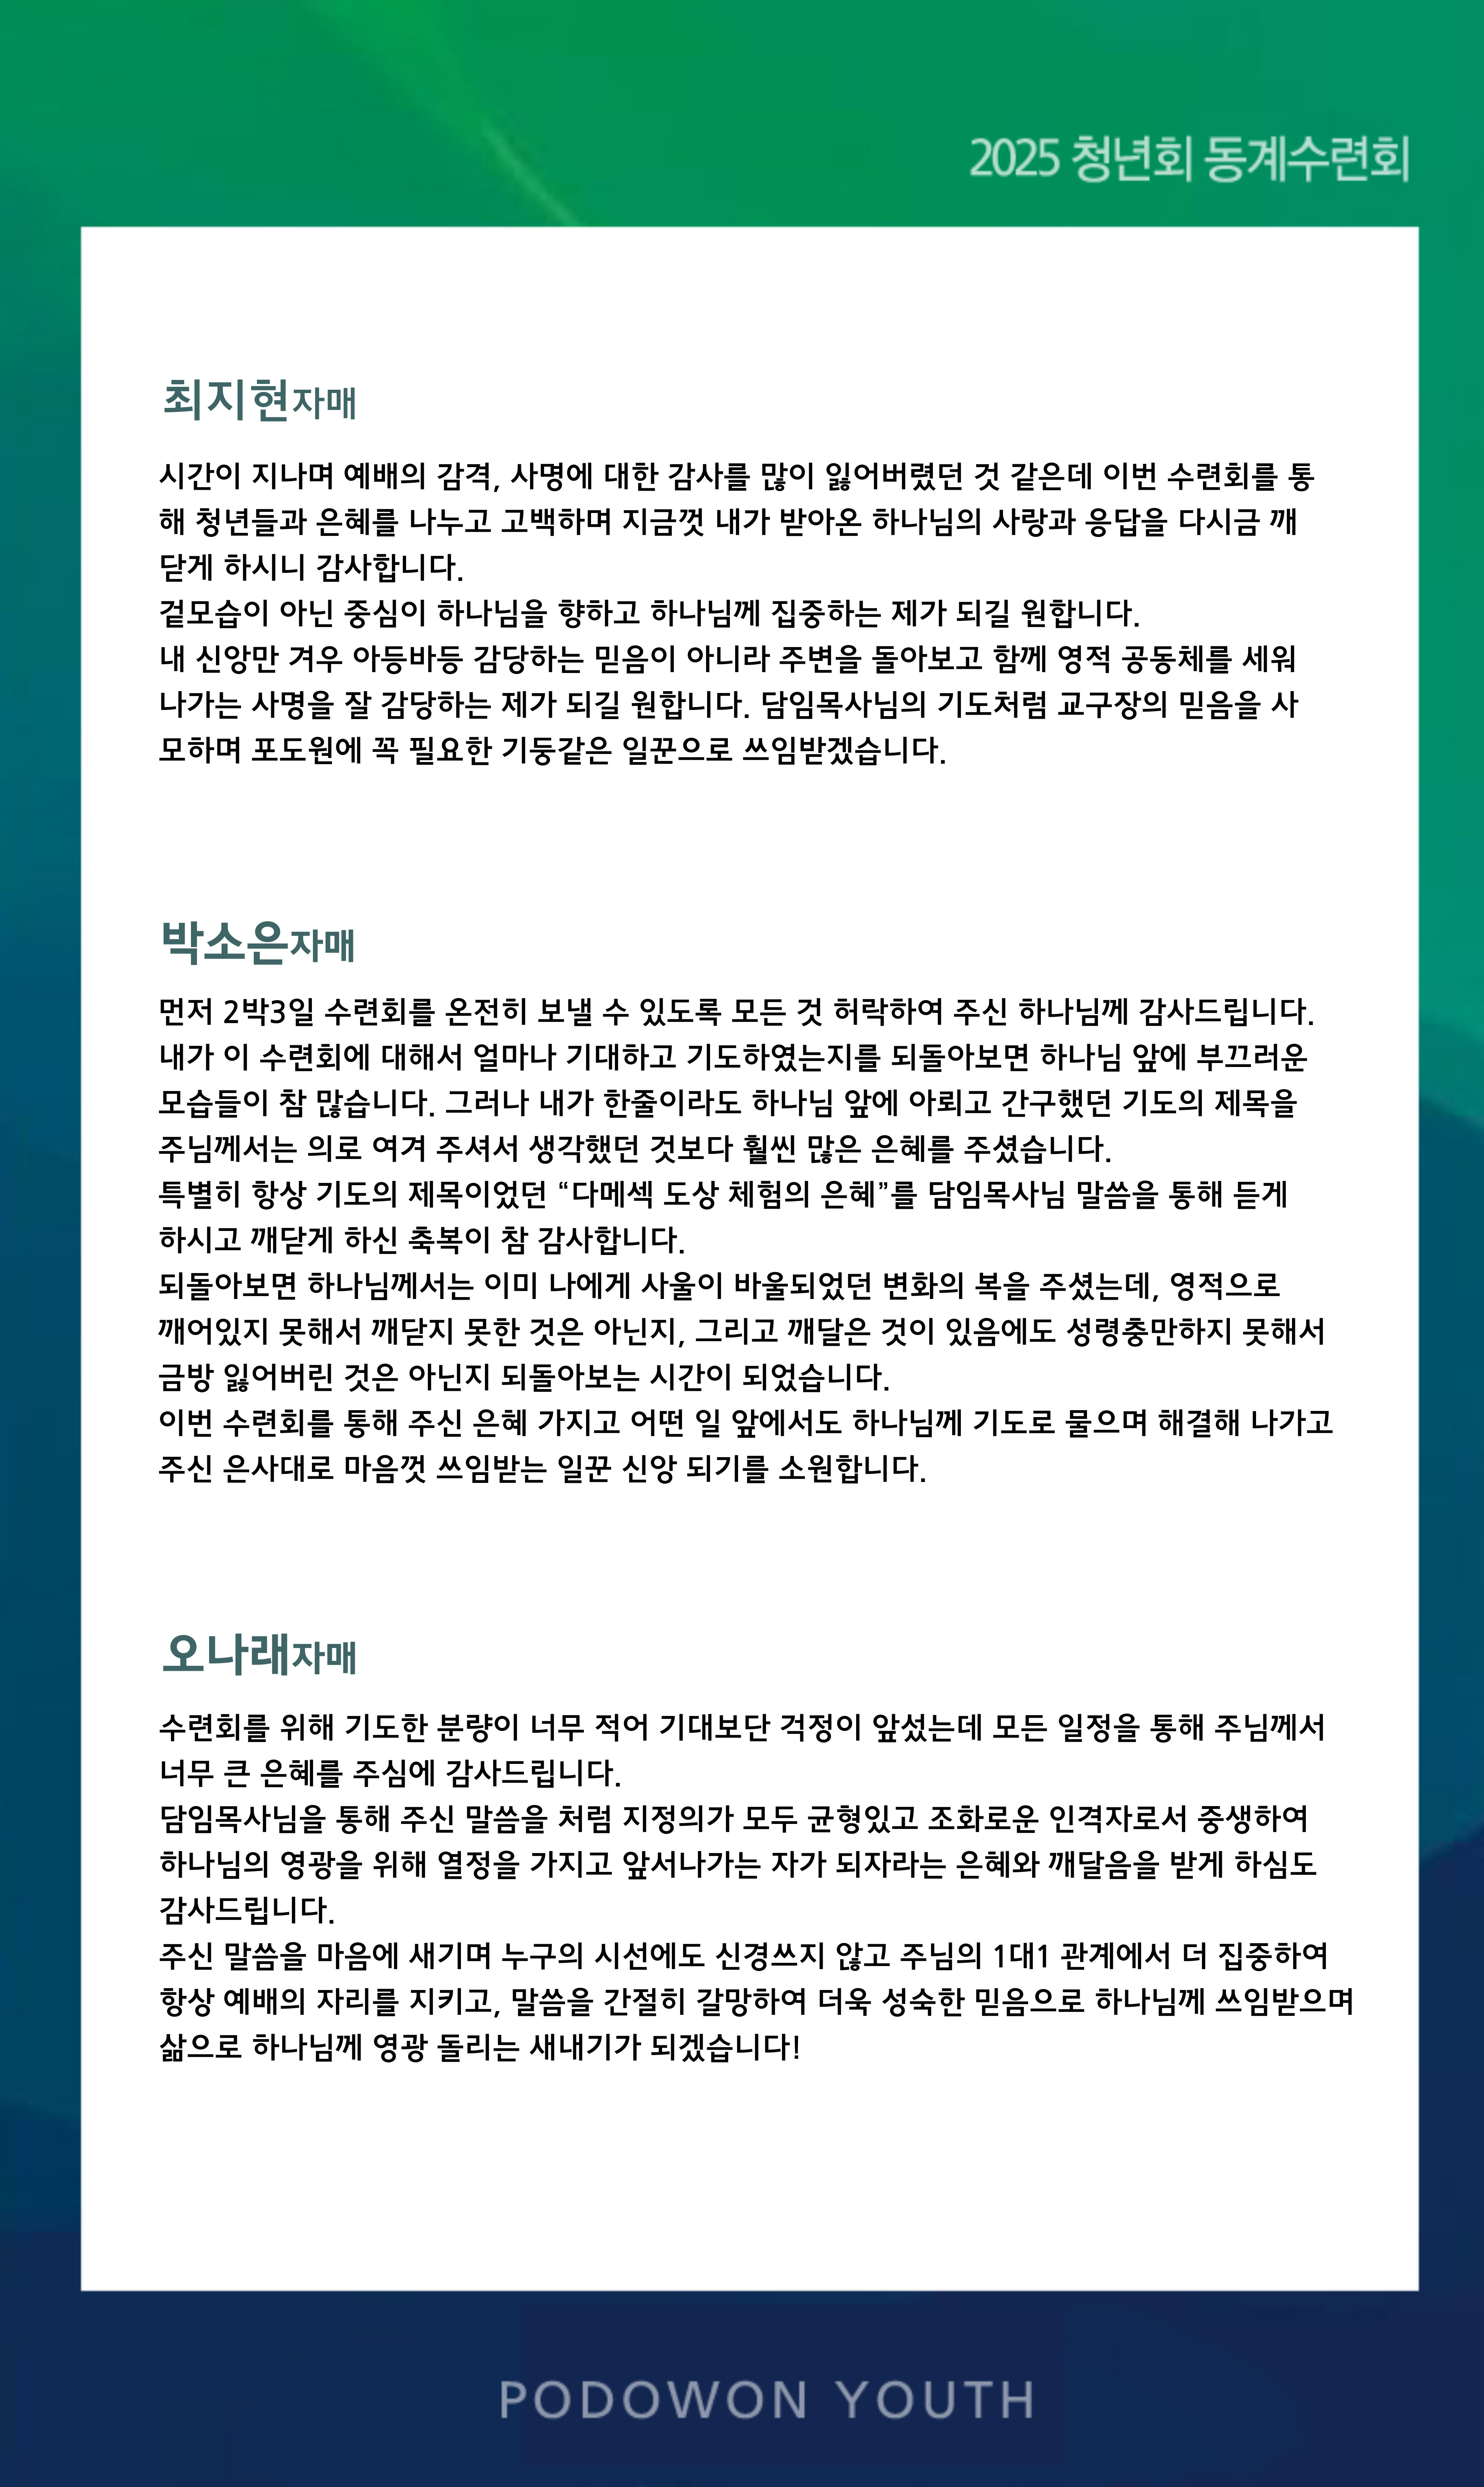 2025 청년회 동계수련회
최지현자매
시간이 지나며 예배의 감격, 사명에 대한 감사를 많이 잃어버렸던 것 같은데 이번 수련회를 통
해 청년들과 은혜를 나누고 고백하며 지금껏 내가 받아온 하나님의 사랑과 응답을 다시금 깨
닫게 하시니 감사합니다.
겉모습이 아닌 중심이 하나님을 향하고 하나님께 집중하는 제가 되길 원합니다.
내 신앙만 겨우 아등바등 감당하는 믿음이 아니라 주변을 돌아보고 함께 영적 공동체를 세워
나가는 사명을 잘 감당하는 제가 되길 원합니다. 담임목사님의 기도처럼 교구장의 믿음을 사
모하며 포도원에 꼭 필요한 기둥같은 일꾼으로 쓰임받겠습니다.
박소은자매
먼저 2박3일 수련회를 온전히 보낼 수 있도록 모든 것 허락하여 주신 하나님께 감사드립니다.
내가 이 수련회에 대해서 얼마나 기대하고 기도하였는지를 되돌아보면 하나님 앞에 부끄러운
모습들이 참 많습니다. 그러나 내가 한줄이라도 하나님 앞에 아뢰고 간구했던 기도의 제목을
주님께서는 의로 여겨 주셔서 생각했던 것보다 훨씬 많은 은혜를 주셨습니다.
특별히 항상 기도의 제목이었던 “다메섹 도상 체험의 은혜”를 담임목사님 말씀을 통해 듣게
하시고 깨닫게 하신 축복이 참 감사합니다.
되돌아보면 하나님께서는 이미 나에게 사울이 바울되었던 변화의 복을 주셨는데, 영적으로
깨어있지 못해서 깨닫지 못한 것은 아닌지, 그리고 깨달은 것이 있음에도 성령충만하지 못해서
금방 잃어버린 것은 아닌지 되돌아보는 시간이 되었습니다.
이번 수련회를 통해 주신 은혜 가지고 어떤 일 앞에서도 하나님께 기도로 물으며 해결해 나가고
주신 은사대로 마음껏 쓰임받는 일꾼 신앙 되기를 소원합니다.
오나래자매
수련회를 위해 기도한 분량이 너무 적어 기대보단 걱정이 앞섰는데 모든 일정을 통해 주님께서
너무 큰 은혜를 주심에 감사드립니다.
담임목사님을 통해 주신 말씀을 처럼 지정의가 모두 균형있고 조화로운 인격자로서 중생하여
하나님의 영광을 위해 열정을 가지고 앞서나가는 자가 되자라는 은혜와 깨달음을 받게 하심도
감사드립니다.
주신 말씀을 마음에 새기며 누구의 시선에도 신경쓰지 않고 주님의 1대1 관계에서 더 집중하여
항상 예배의 자리를 지키고, 말씀을 간절히 갈망하여 더욱 성숙한 믿음으로 하나님께 쓰임받으며
삶으로 하나님께 영광 돌리는 새내기가 되겠습니다!
PODOWON YOUTH